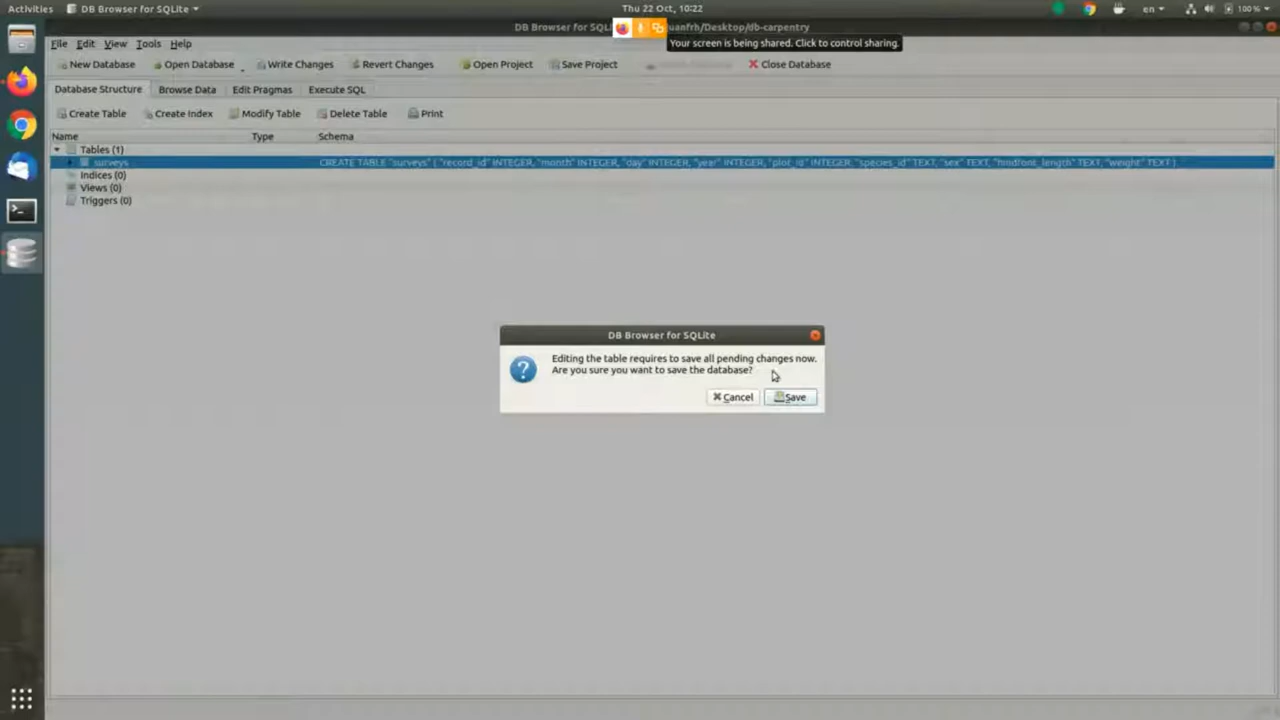 Activities DB Browser for SQLite Thu 22 Oct, 10:22 en 100 %
DB Browser for SQLi uanfrh/Desktop/db-carpentry
Your screen is being shared. Click to control sharing.
File Edit View Tools Help
New Database Open Database Write Changes Revert Changes Open Project Save Project Close Database
Database Structure Browse Data Edit Pragmas Execute SQL
Create Table Create Index Modify Table Delete Table Print
Name Type Schema
Tables (1)
surveys CREATE TABLE "surveys" ( "record_id" INTEGER, "month" INTEGER, "day" INTEGER, "year" INTEGER, "plot_id" INTEGER, "species_id" TEXT, "sex" TEXT, "hindfoot_length" TEXT, "weight" TEXT )
Indices (0)
Views (0)
Triggers (0)
DB Browser for SQLite
Editing the table requires to save all pending changes now.
Are you sure you want to save the database?
Cancel Save